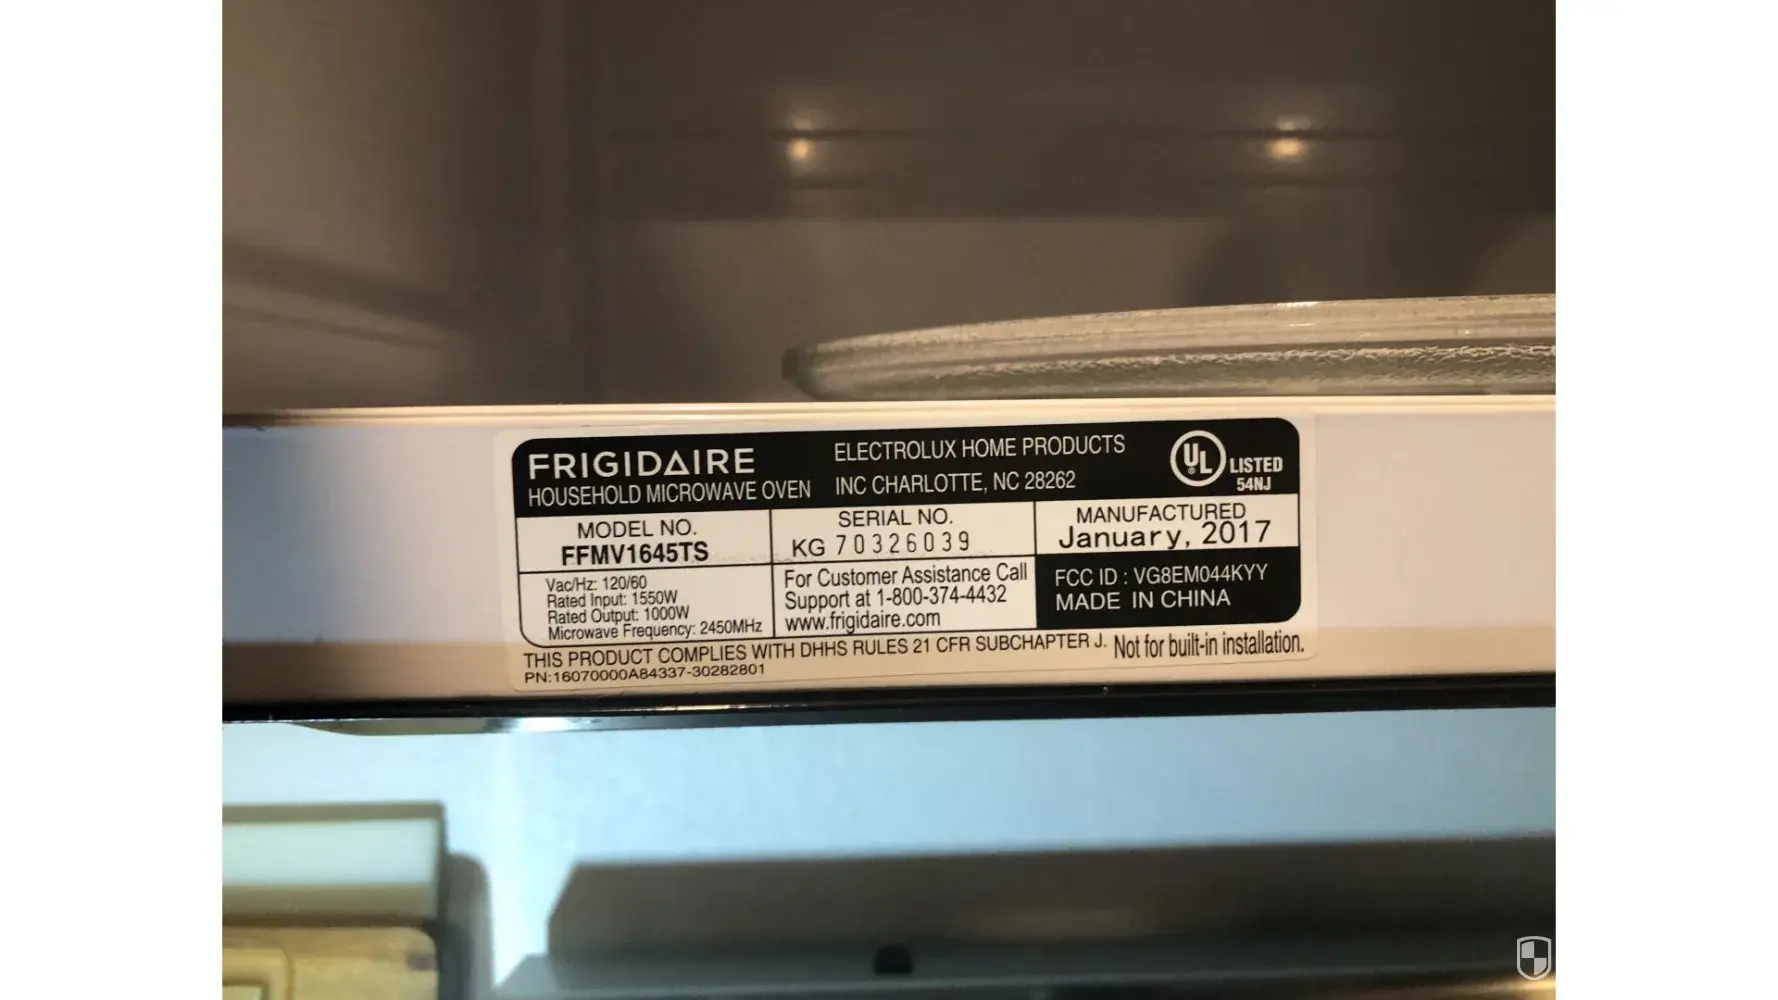 FRIGIDAIRE
HOUSEHOLD MICROWAVE OVEN
ELECTROLUX HOME PRODUCTS
INC CHARLOTTE, NC 28262
UL
LISTED
54NJ
MODEL NO.
FFMV1645TS
SERIAL NO.
KG 70326039
MANUFACTURED
January, 2017
Vac/Hz: 120/60
Rated Input: 1550W
Rated Output: 1000W
Microwave Frequency: 2450MHz
For Customer Assistance Call
Support at 1-800-374-4432
www.frigidaire.com
FCC ID : VG8EM044KYY
MADE IN CHINA
THIS PRODUCT COMPLIES WITH DHHS RULES 21 CFR SUBCHAPTER J.
Not for built-in installation.
PN:16070000A84337-30282801